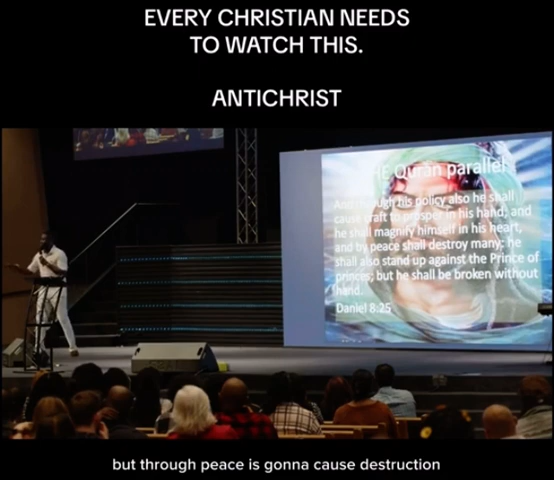 EVERY CHRISTIAN NEEDS
TO WATCH THIS.
ANTICHRIST
Quran parallel
And through his policy also he shall
cause craft to prosper in his hand; and
he shall magnify himself in his heart,
and by peace shall destroy many: he
shall also stand up against the Prince of
princes; but he shall be broken without
hand.
Daniel 8:25
but through peace is gonna cause destruction